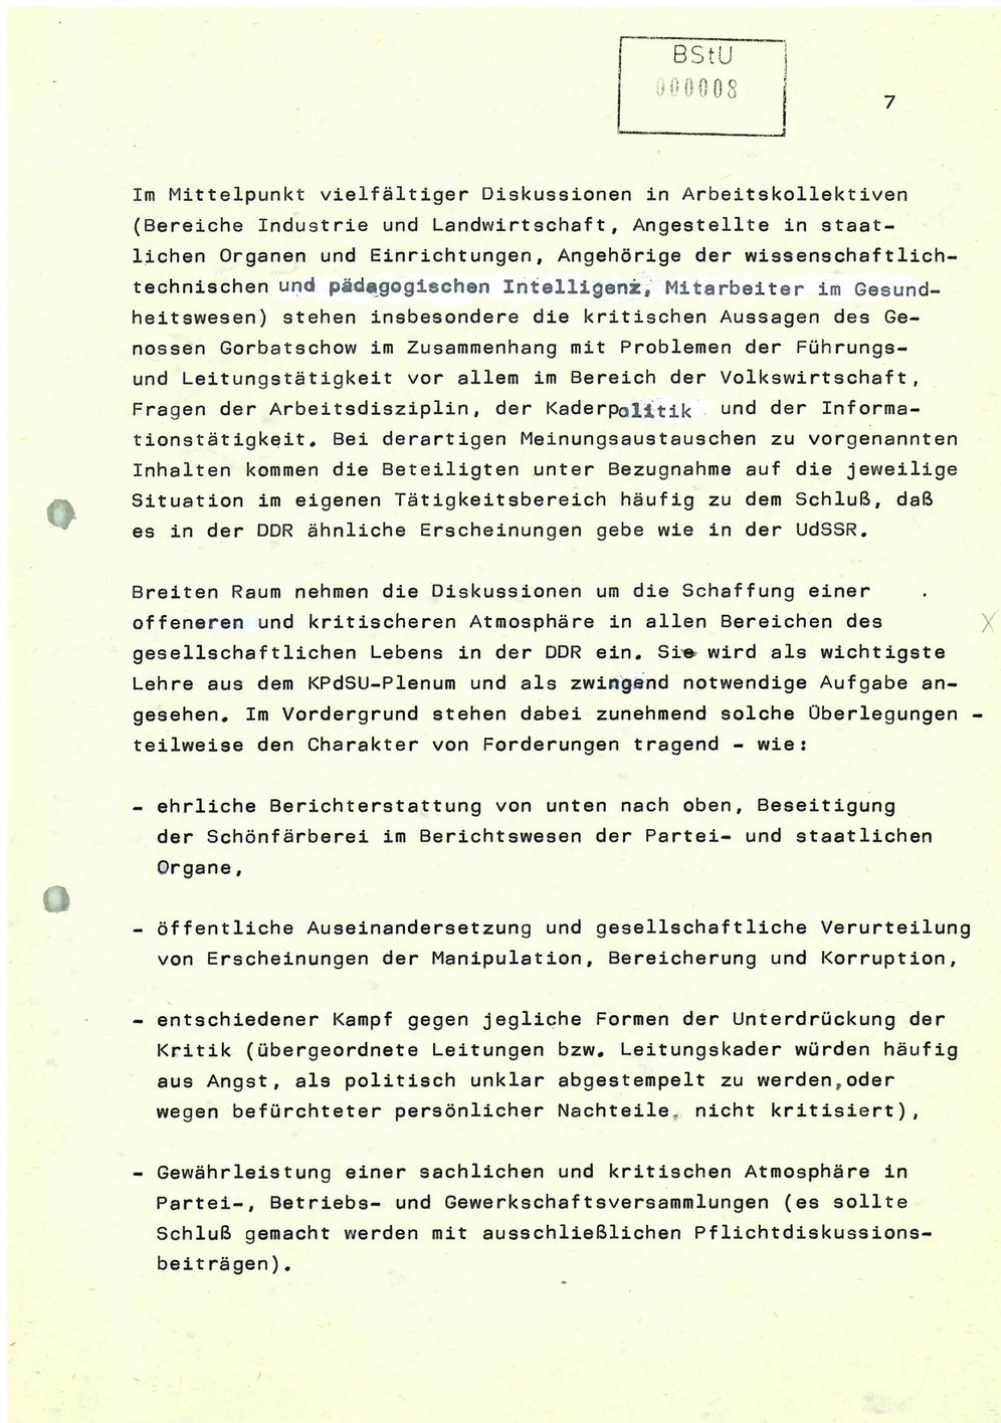 BStU
000008
7
Im Mittelpunkt vielfältiger Diskussionen in Arbeitskollektiven
(Bereiche Industrie und Landwirtschaft, Angestellte in staat-
lichen Organen und Einrichtungen, Angehörige der wissenschaftlich-
technischen und pädagogischen Intelligenz, Mitarbeiter im Gesund-
heitswesen) stehen insbesondere die kritischen Aussagen des Ge-
nossen Gorbatschow im Zusammenhang mit Problemen der Führungs-
und Leitungstätigkeit vor allem im Bereich der Volkswirtschaft,
Fragen der Arbeitsdisziplin, der Kaderpolitik und der Informa-
tionstätigkeit. Bei derartigen Meinungsaustauschen zu vorgenannten
Inhalten kommen die Beteiligten unter Bezugnahme auf die jeweilige
Situation im eigenen Tätigkeitsbereich häufig zu dem Schluß, daß
es in der DDR ähnliche Erscheinungen gebe wie in der UdSSR.
Breiten Raum nehmen die Diskussionen um die Schaffung einer
offeneren und kritischeren Atmosphäre in allen Bereichen des
gesellschaftlichen Lebens in der DDR ein. Sie wird als wichtigste
Lehre aus dem KPdSU-Plenum und als zwingend notwendige Aufgabe an-
gesehen. Im Vordergrund stehen dabei zunehmend solche Überlegungen -
teilweise den Charakter von Forderungen tragend - wie:
- ehrliche Berichterstattung von unten nach oben, Beseitigung
der Schönfärberei im Berichtswesen der Partei- und staatlichen
Organe,
- öffentliche Auseinandersetzung und gesellschaftliche Verurteilung
von Erscheinungen der Manipulation, Bereicherung und Korruption,
- entschiedener Kampf gegen jegliche Formen der Unterdrückung der
Kritik (übergeordnete Leitungen bzw. Leitungskader würden häufig
aus Angst, als politisch unklar abgestempelt zu werden,oder
wegen befürchteter persönlicher Nachteile, nicht kritisiert),
- Gewährleistung einer sachlichen und kritischen Atmosphäre in
Partei-, Betriebs- und Gewerkschaftsversammlungen (es sollte
Schluß gemacht werden mit ausschließlichen Pflichtdiskussions-
beiträgen).